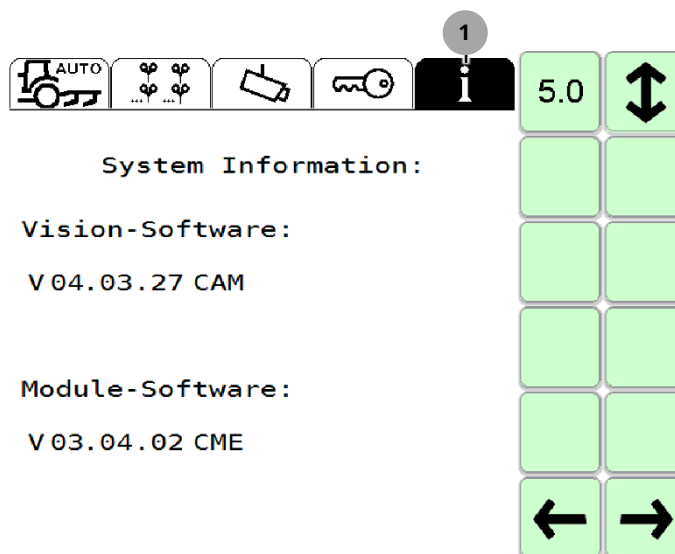 1
AUTO
i
5.0
System Information:
Vision-Software:
V 04.03.27 CAM
Module-Software:
V 03.04.02 CME